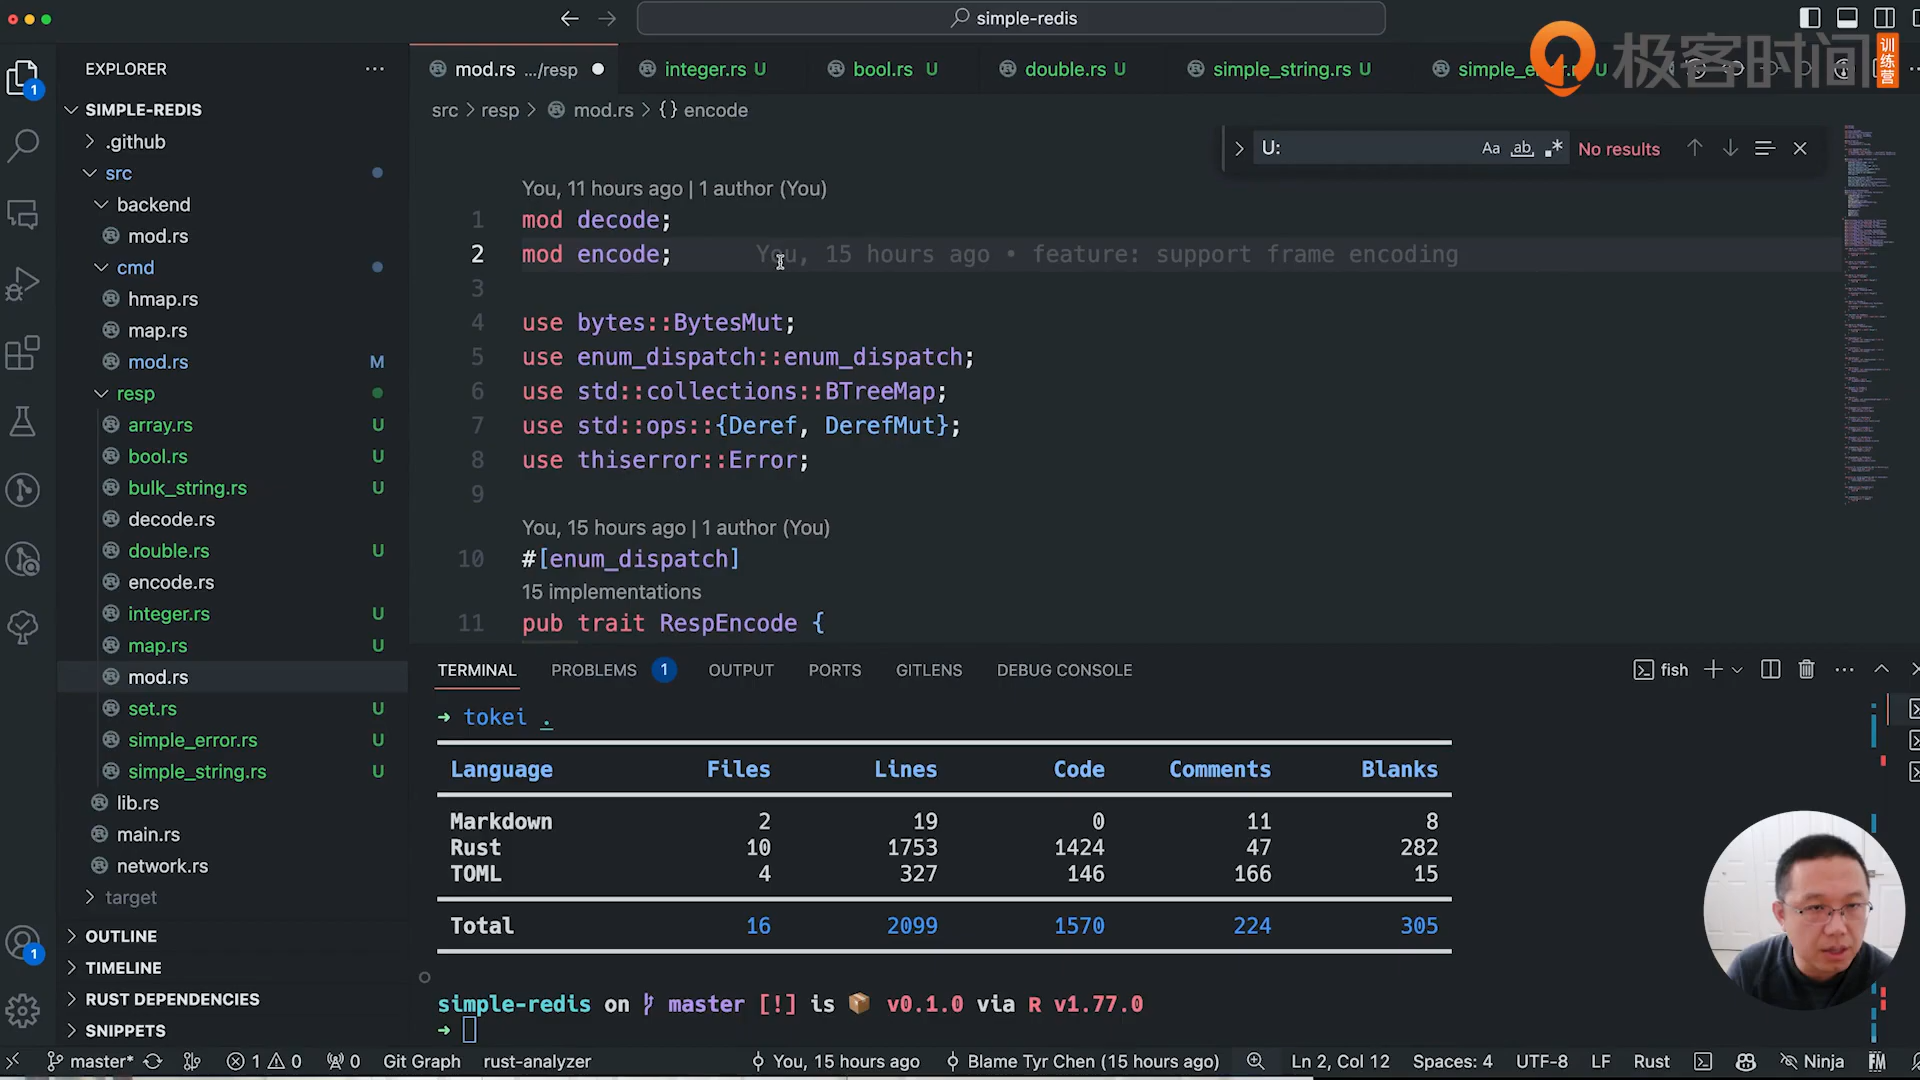 simple-redis
极客时间 训练营
EXPLORER
SIMPLE-REDIS
.github
src
backend
mod.rs
cmd
hmap.rs
map.rs
mod.rs M
resp
array.rs U
bool.rs U
bulk_string.rs U
decode.rs
double.rs U
encode.rs
integer.rs U
map.rs U
mod.rs
set.rs U
simple_error.rs U
simple_string.rs U
lib.rs
main.rs
network.rs
target
OUTLINE
TIMELINE
RUST DEPENDENCIES
SNIPPETS
1
1
mod.rs .../resp
integer.rs U
bool.rs U
double.rs U
simple_string.rs U
src > resp > mod.rs > {} encode
U:
Aa ab .*
No results
You, 11 hours ago | 1 author (You)
1 mod decode;
2 mod encode; You, 15 hours ago • feature: support frame encoding
3
4 use bytes::BytesMut;
5 use enum_dispatch::enum_dispatch;
6 use std::collections::BTreeMap;
7 use std::ops::{Deref, DerefMut};
8 use thiserror::Error;
9
You, 15 hours ago | 1 author (You)
10 #[enum_dispatch]
15 implementations
11 pub trait RespEncode {
TERMINAL PROBLEMS 1 OUTPUT PORTS GITLENS DEBUG CONSOLE
fish
→ tokei .
Language Files Lines Code Comments Blanks
Markdown 2 19 0 11 8
Rust 10 1753 1424 47 282
TOML 4 327 146 166 15
Total 16 2099 1570 224 305
simple-redis on master [!] is 📦 v0.1.0 via R v1.77.0
→
master* 1 0 0 Git Graph rust-analyzer You, 15 hours ago Blame Tyr Chen (15 hours ago) Ln 2, Col 12 Spaces: 4 UTF-8 LF Rust Ninja